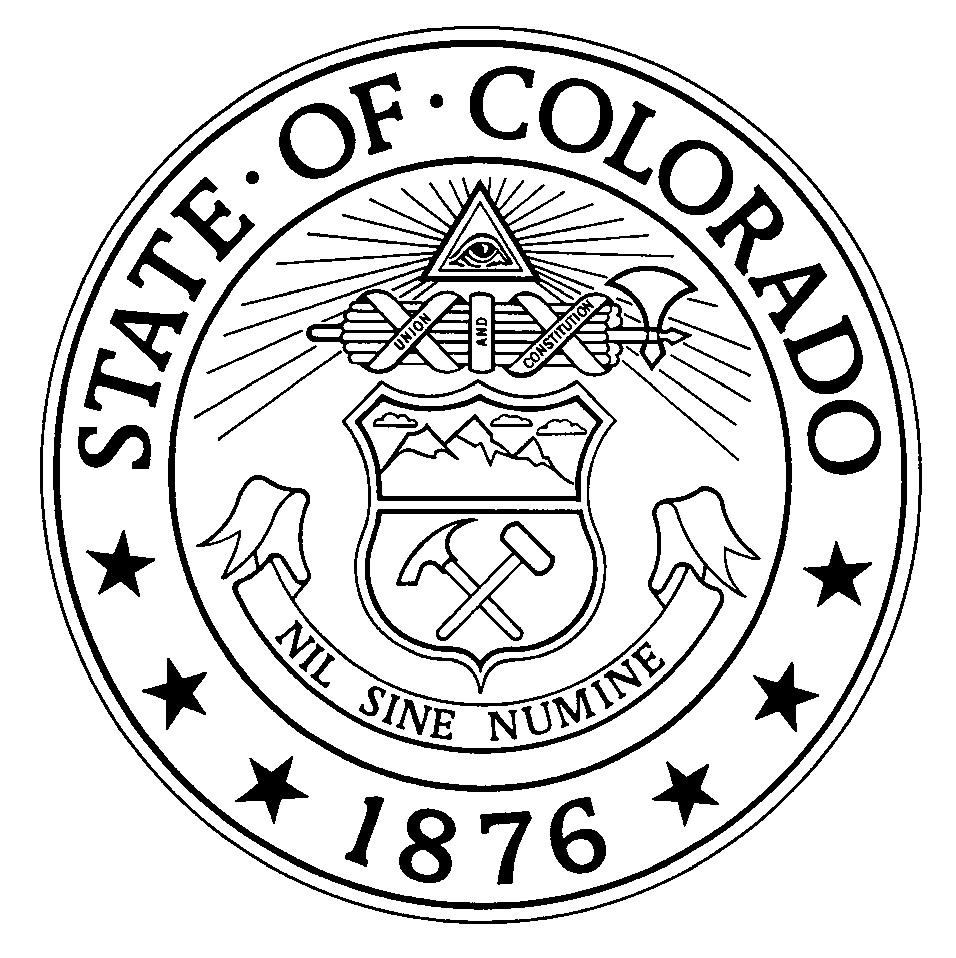 STATE · OF · COLORADO
UNION
AND
CONSTITUTION
NIL SINE NUMINE
1876